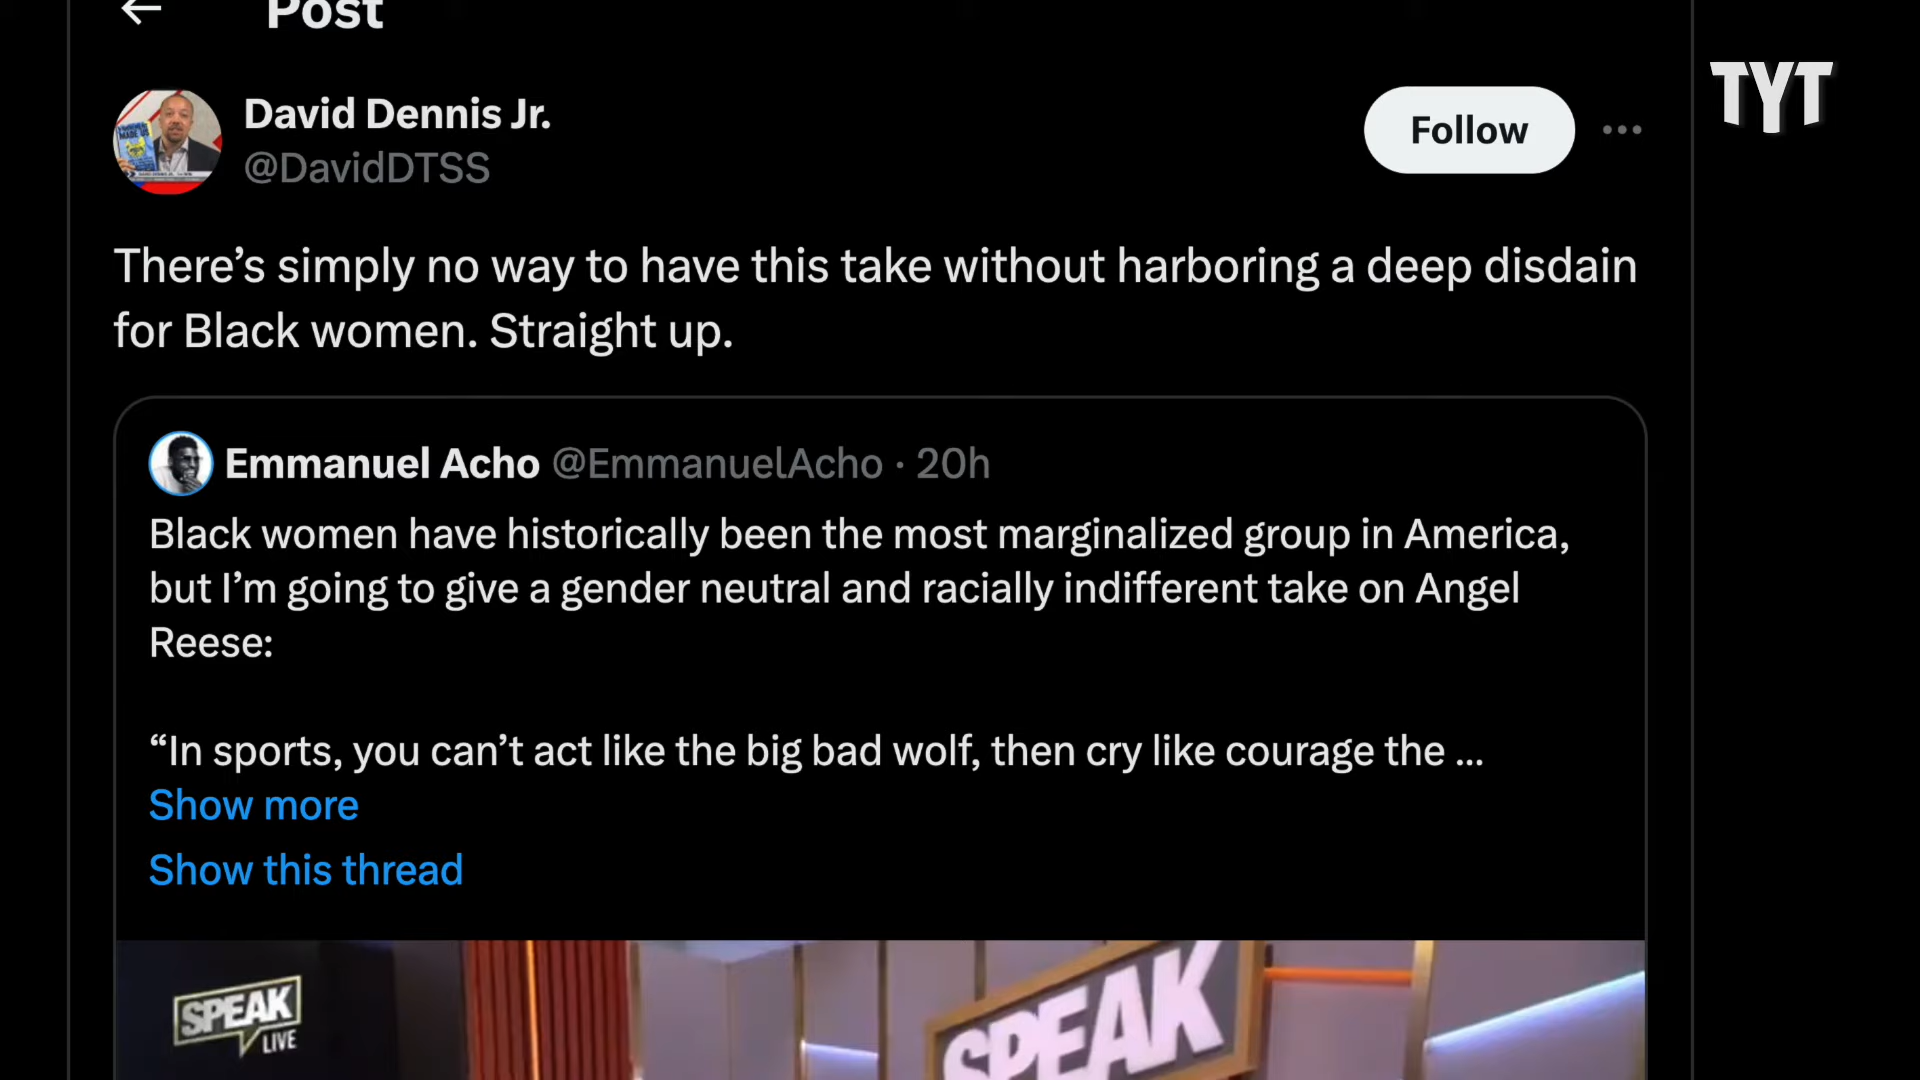 Post
TYT
David Dennis Jr.
@DavidDTSS
Follow
There’s simply no way to have this take without harboring a deep disdain
for Black women. Straight up.
Emmanuel Acho @EmmanuelAcho · 20h
Black women have historically been the most marginalized group in America,
but I’m going to give a gender neutral and racially indifferent take on Angel
Reese:
“In sports, you can’t act like the big bad wolf, then cry like courage the ...
Show more
Show this thread
SPEAK
LIVE
SPEAK